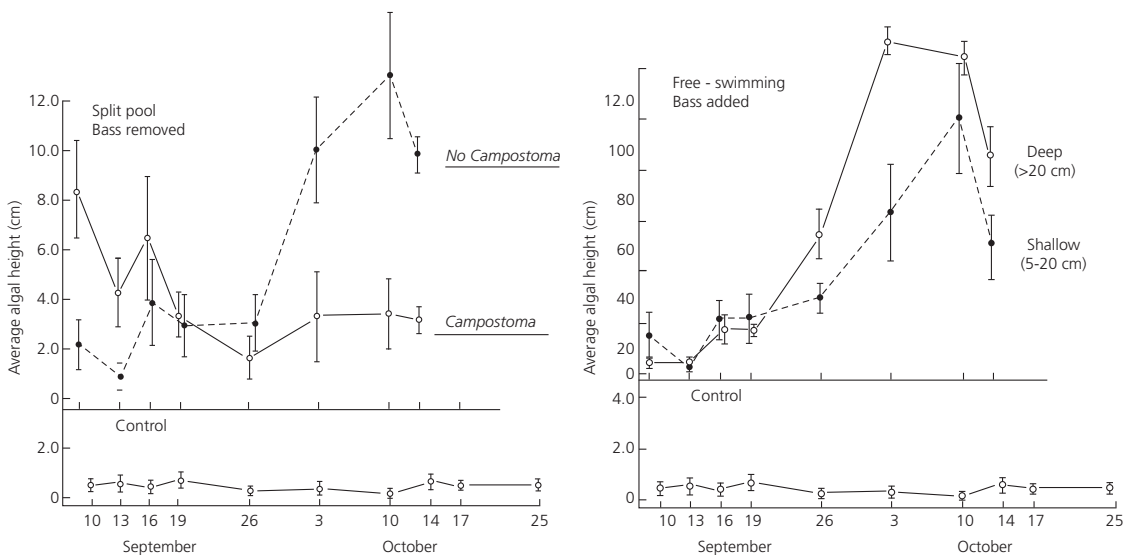 Average algal height (cm)
12.0
10.0
8.0
6.0
4.0
2.0
0
Split pool
Bass removed
No Campostoma
Campostoma
Control
2.0
0
10 13 16 19 26 3 10 14 17 25
September October
Average algal height (cm)
12.0
100
80
60
40
20
0
Free - swimming
Bass added
Deep
(>20 cm)
Shallow
(5-20 cm)
Control
4.0
2.0
0
10 13 16 19 26 3 10 14 17 25
September October